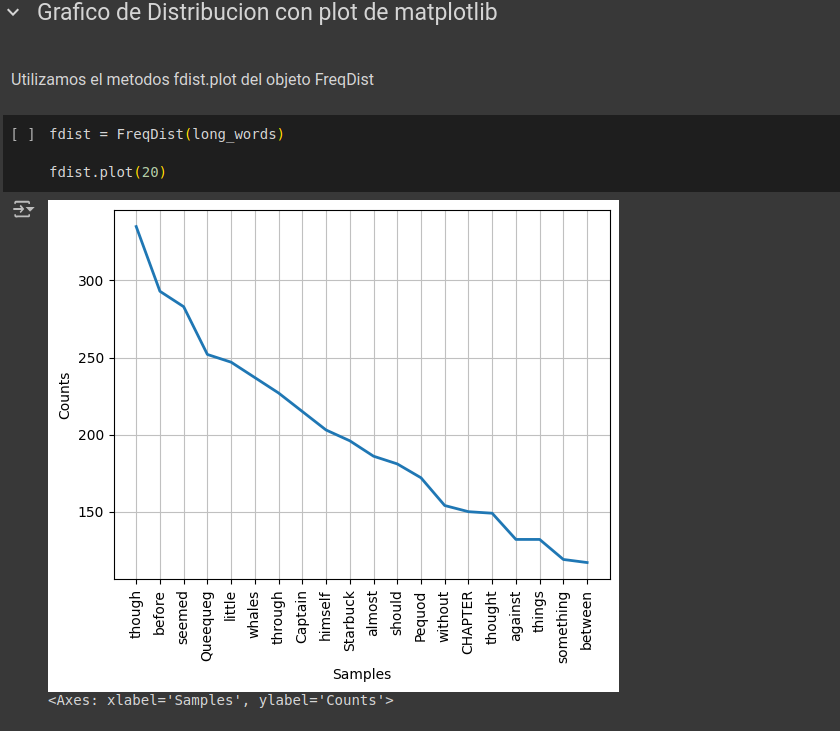 Grafico de Distribucion con plot de matplotlib
Utilizamos el metodos fdist.plot del objeto FreqDist
[ ] fdist = FreqDist(long_words)
fdist.plot(20)
300
250
200
150
Counts
though
before
seemed
Queequeg
little
whales
through
Captain
himself
Starbuck
almost
should
Pequod
without
CHAPTER
thought
against
things
something
between
Samples
<Axes: xlabel='Samples', ylabel='Counts'>